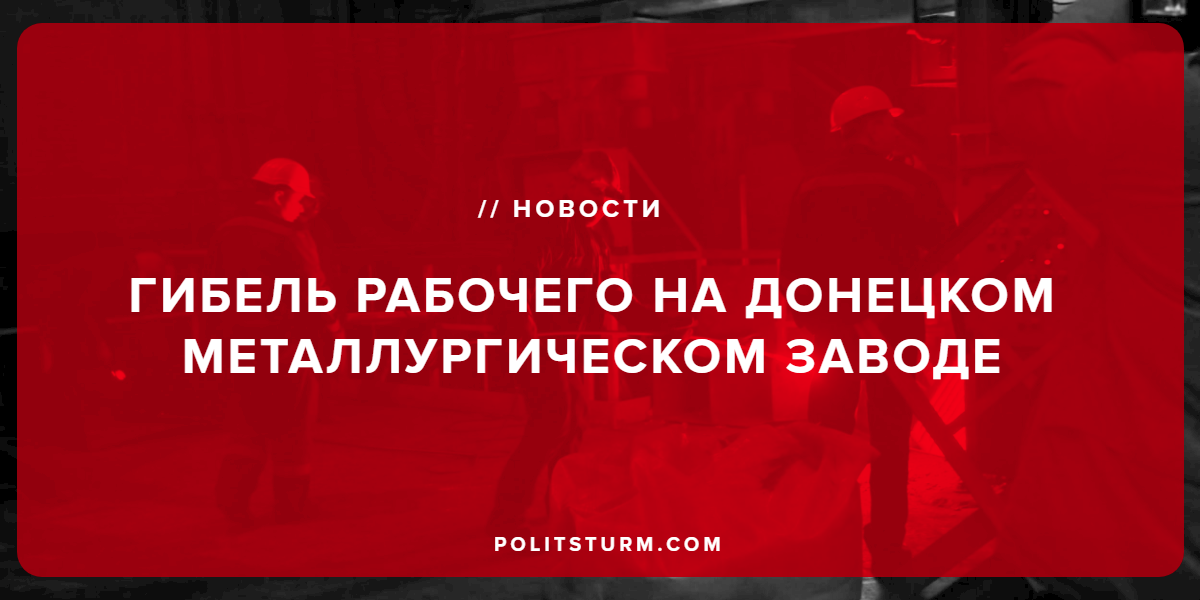 // НОВОСТИ
ГИБЕЛЬ РАБОЧЕГО НА ДОНЕЦКОМ
МЕТАЛЛУРГИЧЕСКОМ ЗАВОДЕ
POLITSTURM.COM